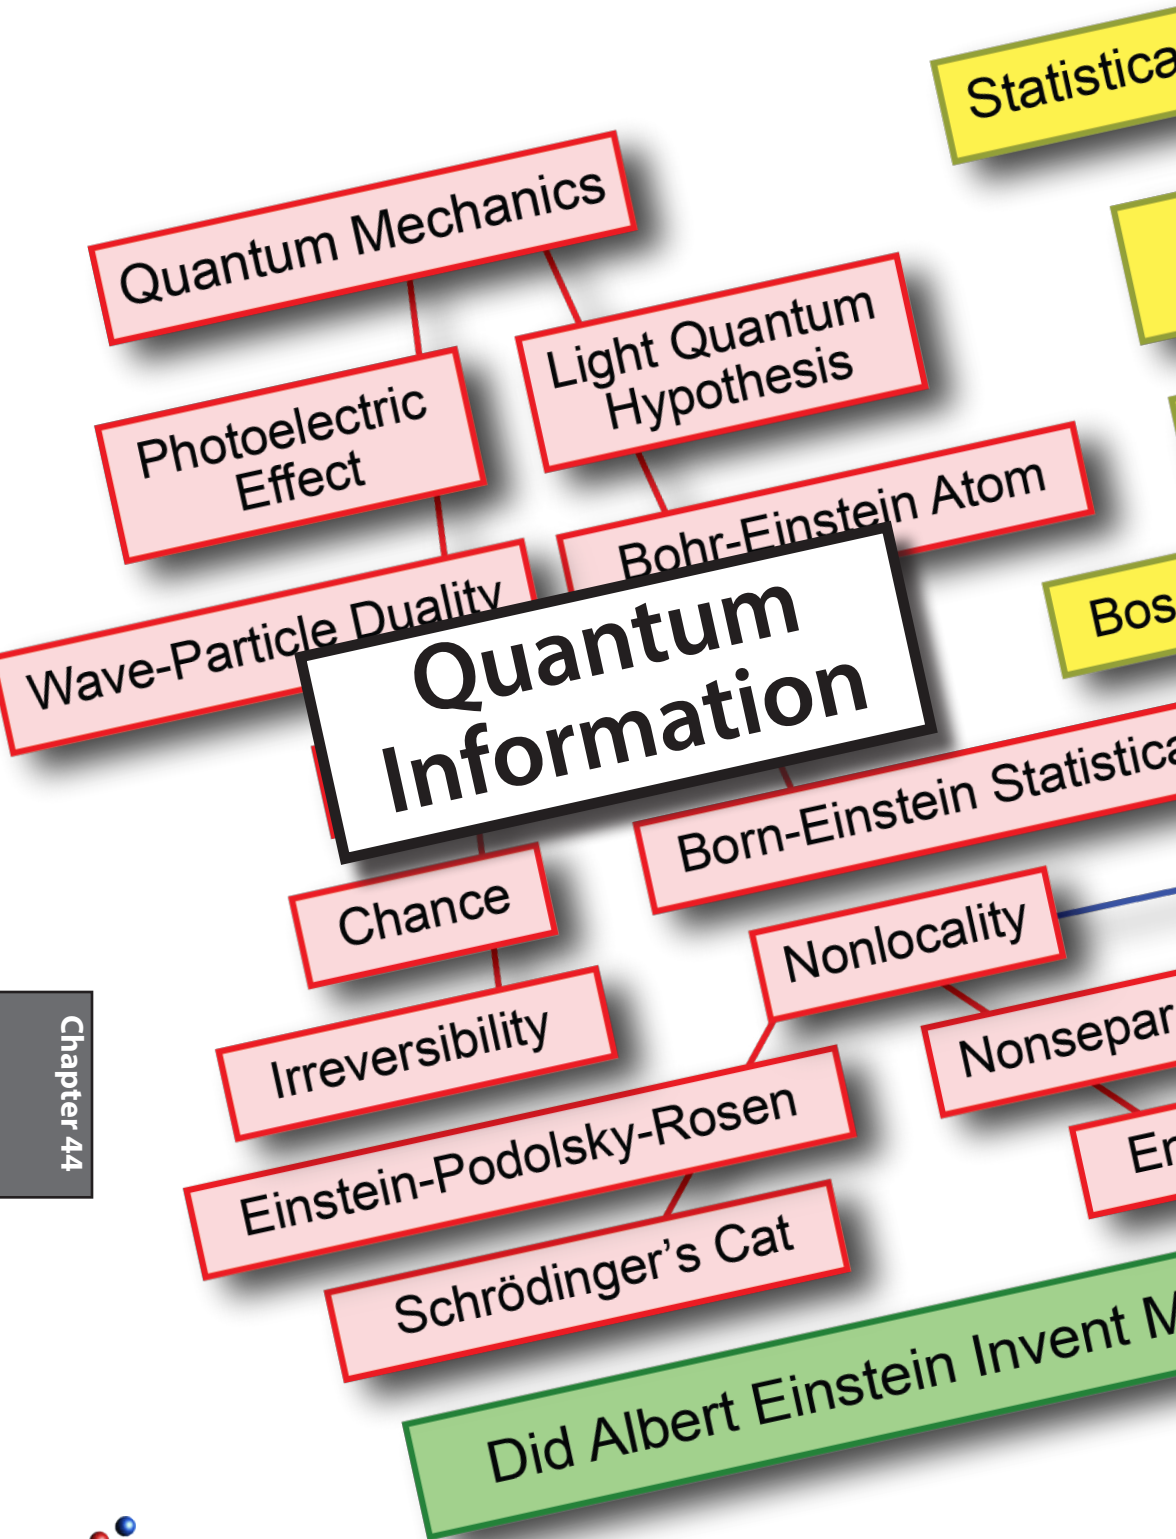 Statistica
Quantum Mechanics
Light Quantum
Hypothesis
Photoelectric
Effect
Bohr-Einstein Atom
Wave-Particle Duality
Bos
Quantum
Information
Born-Einstein Statistica
Chance
Nonlocality
Irreversibility
Nonsepar
Einstein-Podolsky-Rosen
Er
Schrödinger’s Cat
Did Albert Einstein Invent M
Chapter 44